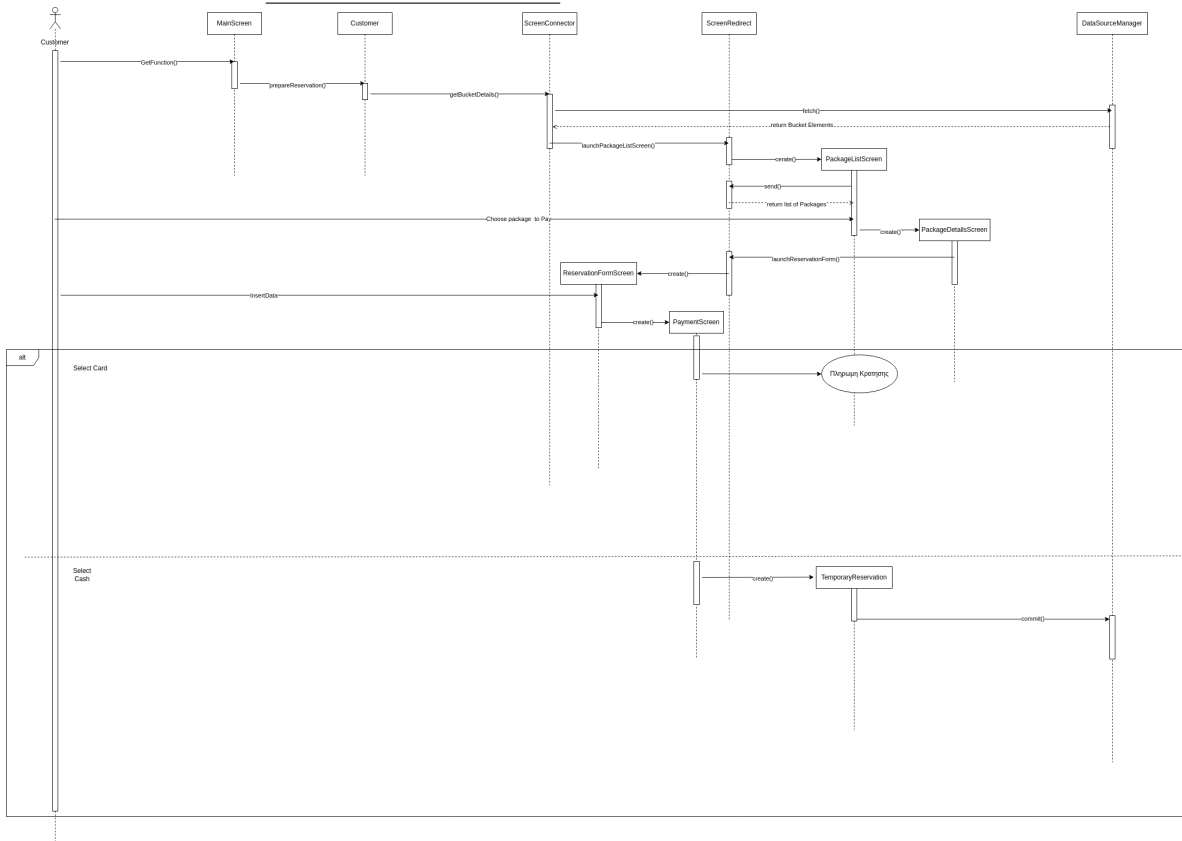 MainScreen
Customer
ScreenConnector
ScreenRedirect
DataSourceManager
Customer
GetFunction()
prepareReservation()
getBucketDetails()
fetch()
return Bucket Elements
launchPackageListScreen()
cerate()
PackageListScreen
send()
return list of Packages
Choose package to Pay
create()
PackageDetailsScreen
launchReservationForm()
ReservationFormScreen
create()
InsertData
create()
PaymentScreen
alt
Select Card
Πληρωμη Κρατησης
Select
Cash
create()
TemporaryReservation
commit()